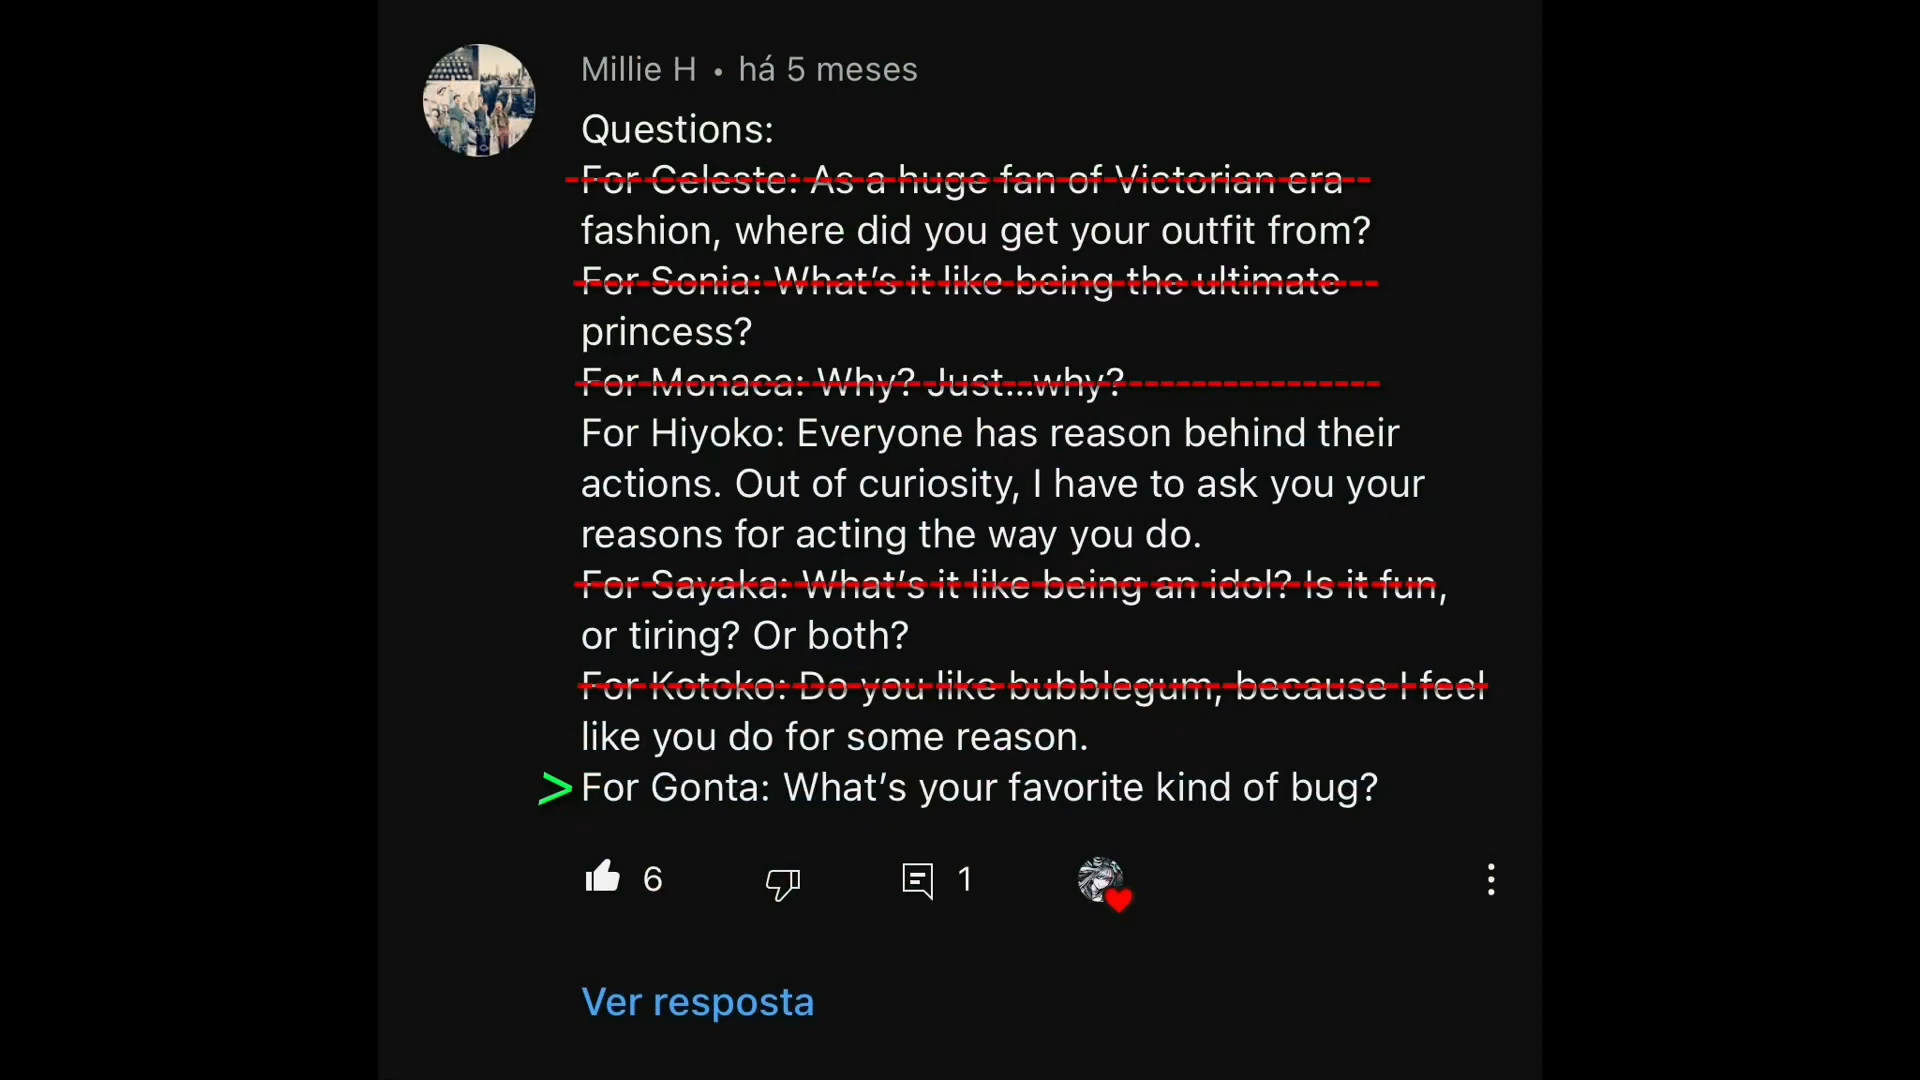 Millie H • há 5 meses
Questions:
For Celeste: As a huge fan of Victorian era
fashion, where did you get your outfit from?
For Sonia: What’s it like being the ultimate
princess?
For Monaca: Why? Just...why?
For Hiyoko: Everyone has reason behind their
actions. Out of curiosity, I have to ask you your
reasons for acting the way you do.
For Sayaka: What’s it like being an idol? Is it fun,
or tiring? Or both?
For Kotoko: Do you like bubblegum, because I feel
like you do for some reason.
>For Gonta: What’s your favorite kind of bug?
6 1
Ver resposta